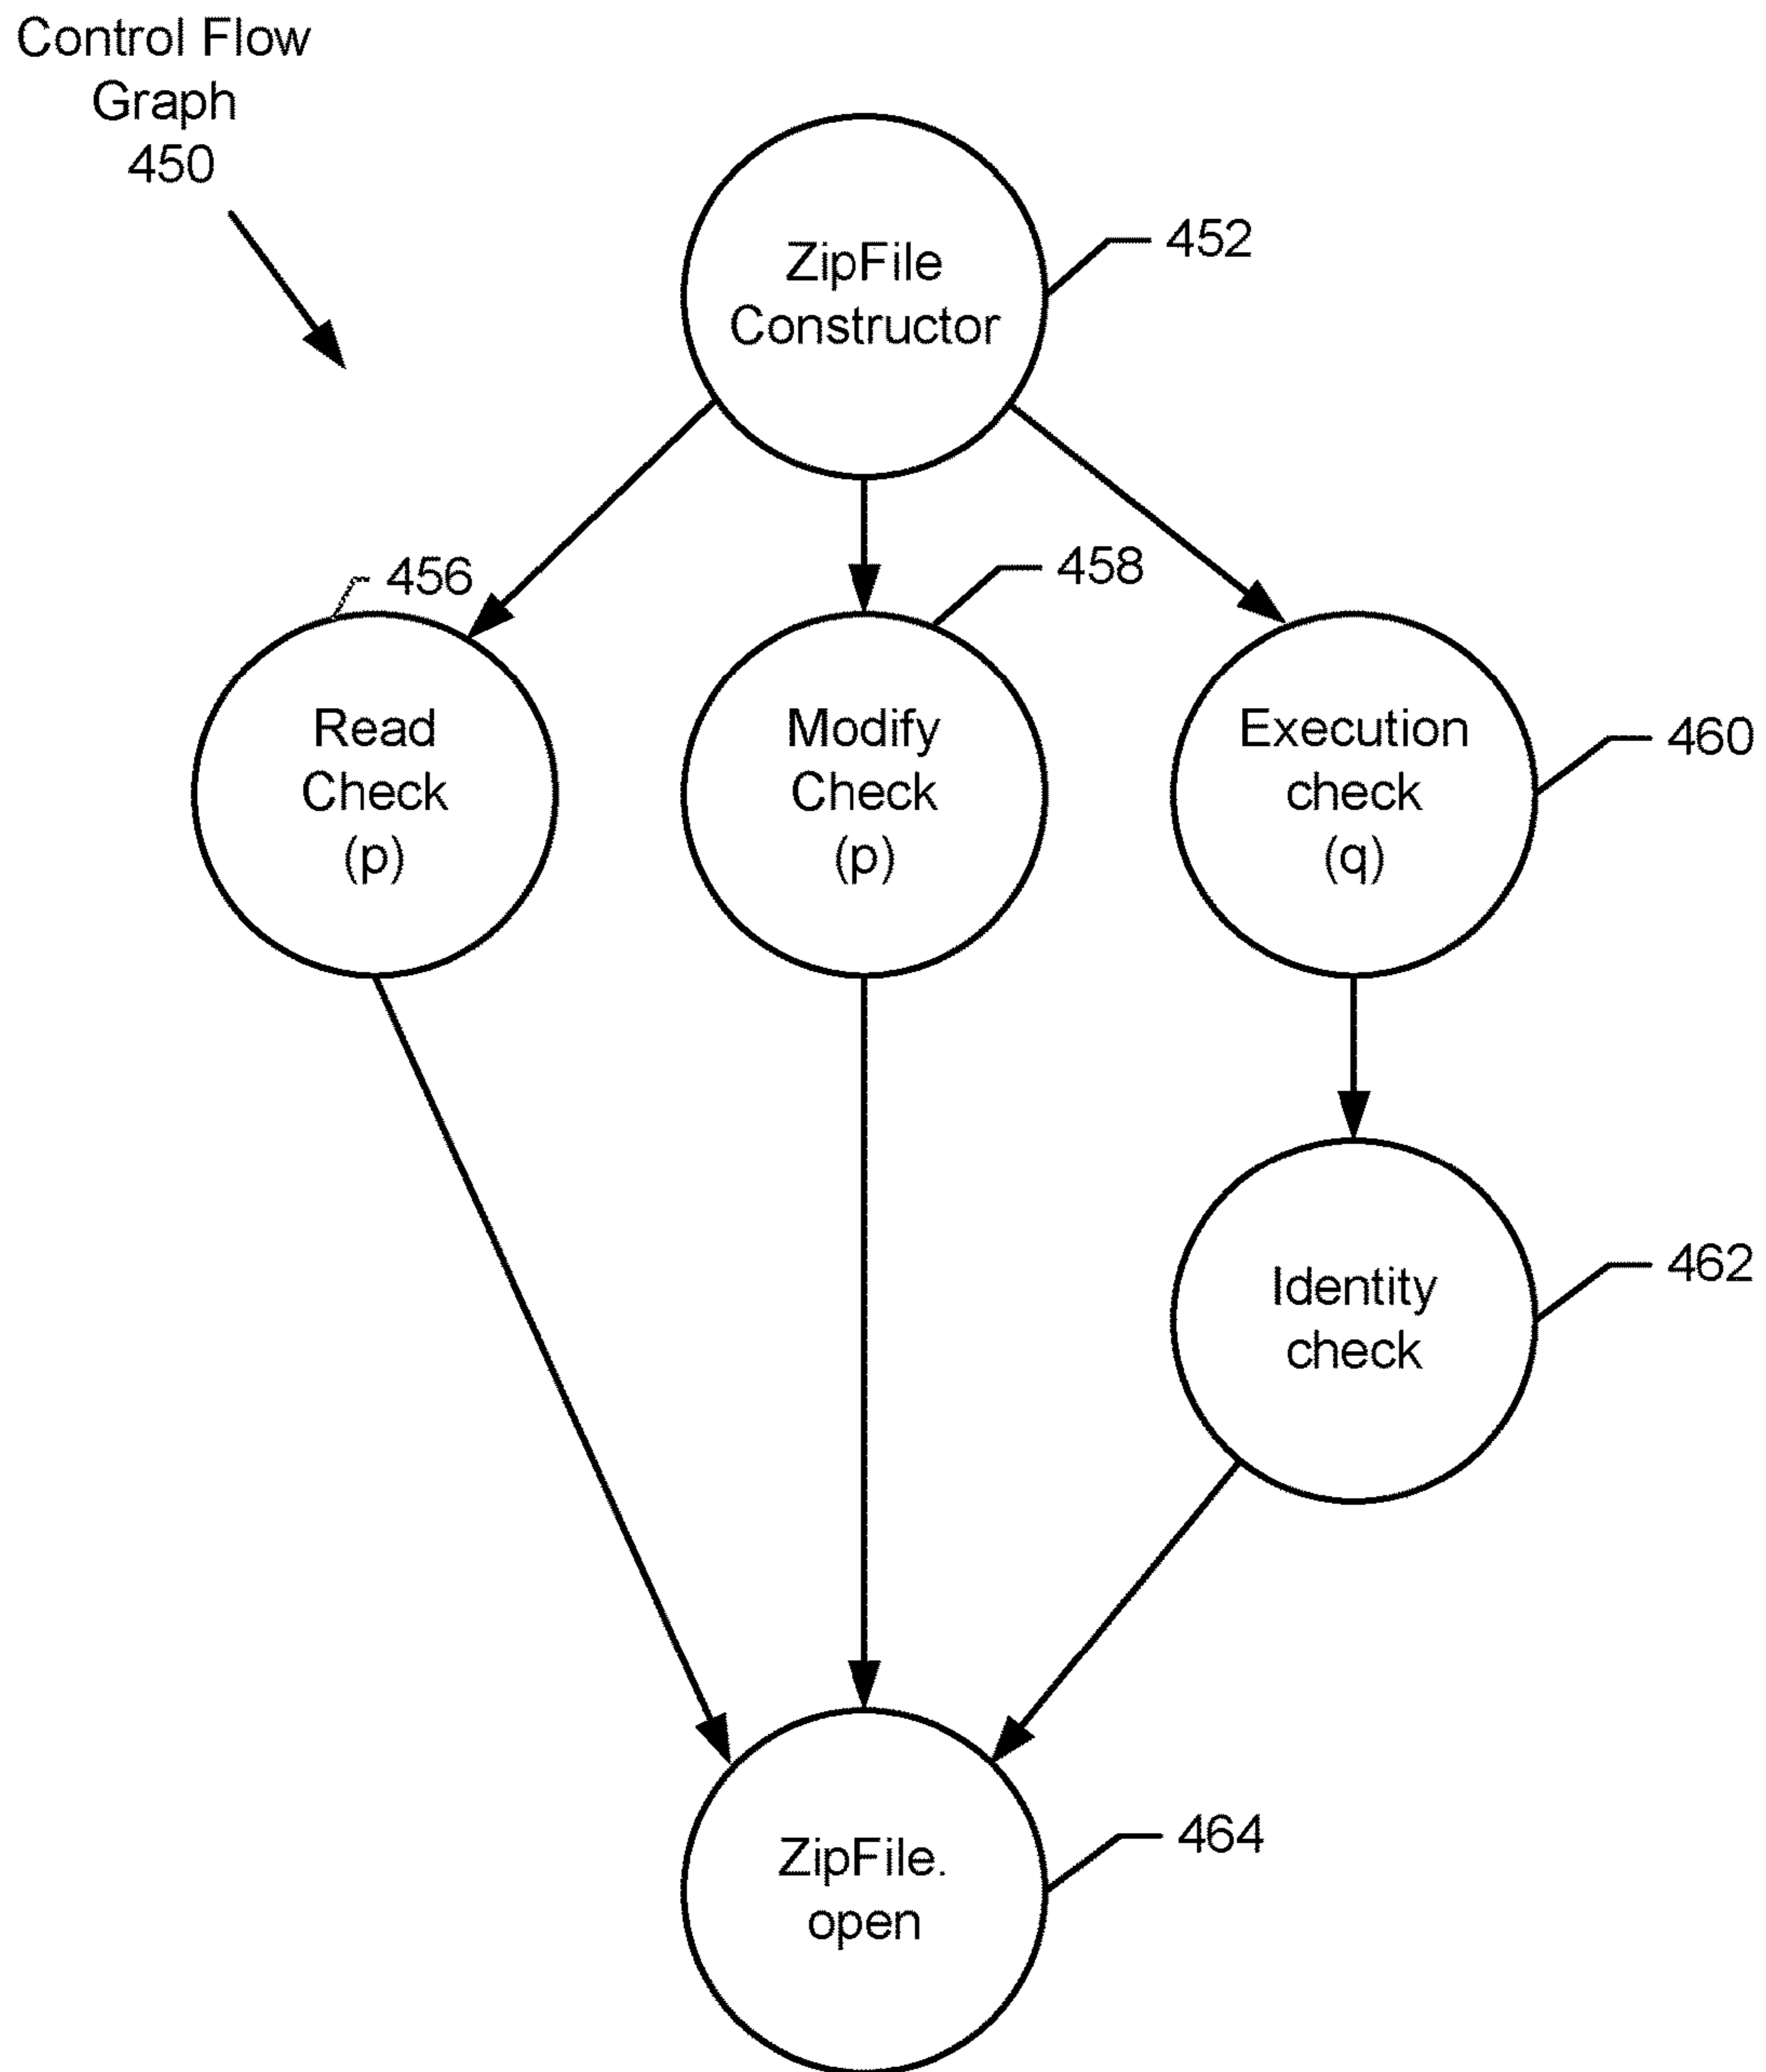 Control Flow
Graph
450
ZipFile
Constructor
452
456
458
Read
Check
(p)
Modify
Check
(p)
Execution
check
(q)
460
Identity
check
462
ZipFile.
open
464